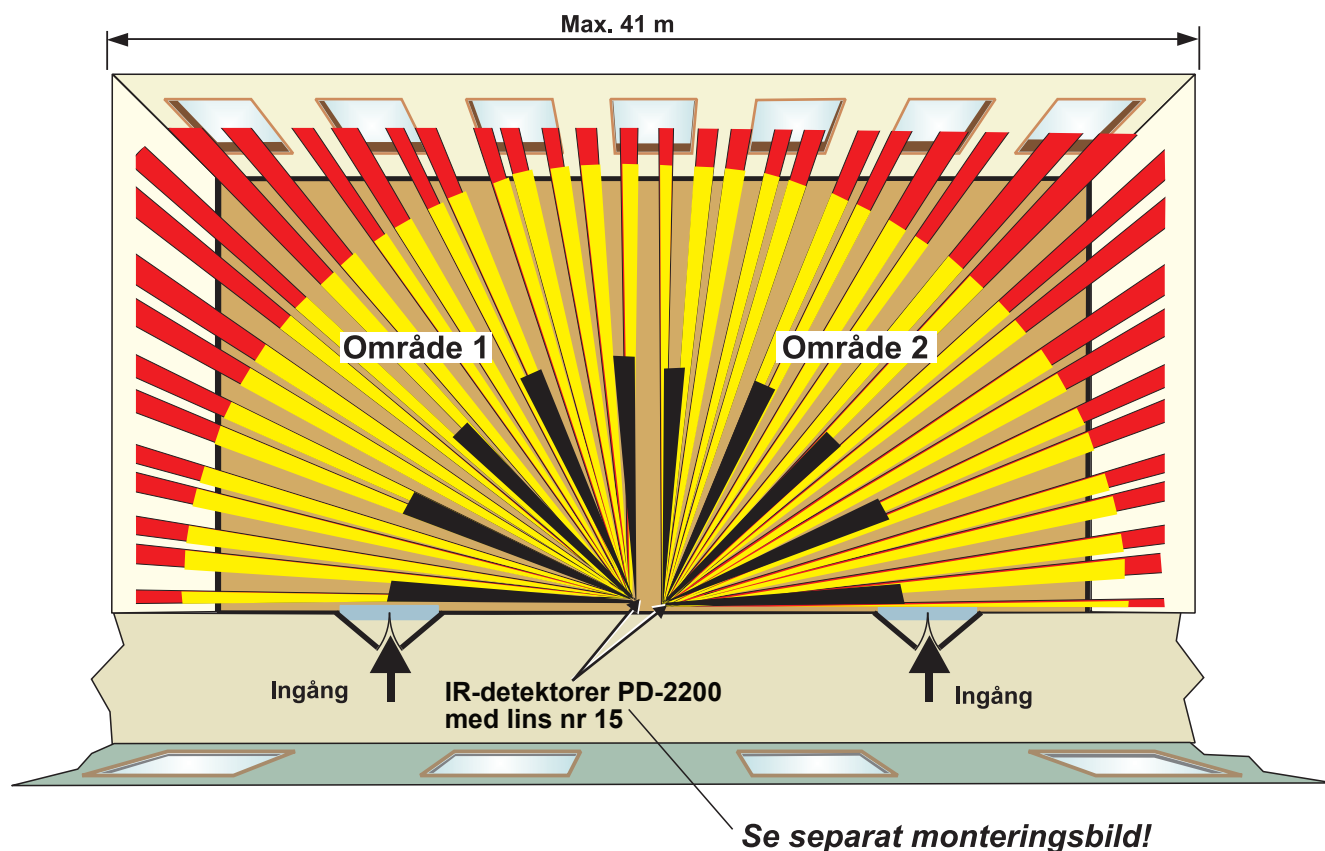 Max. 41 m
Område 1
Område 2
Ingång
IR-detektorer PD-2200
med lins nr 15
Ingång
Se separat monteringsbild!